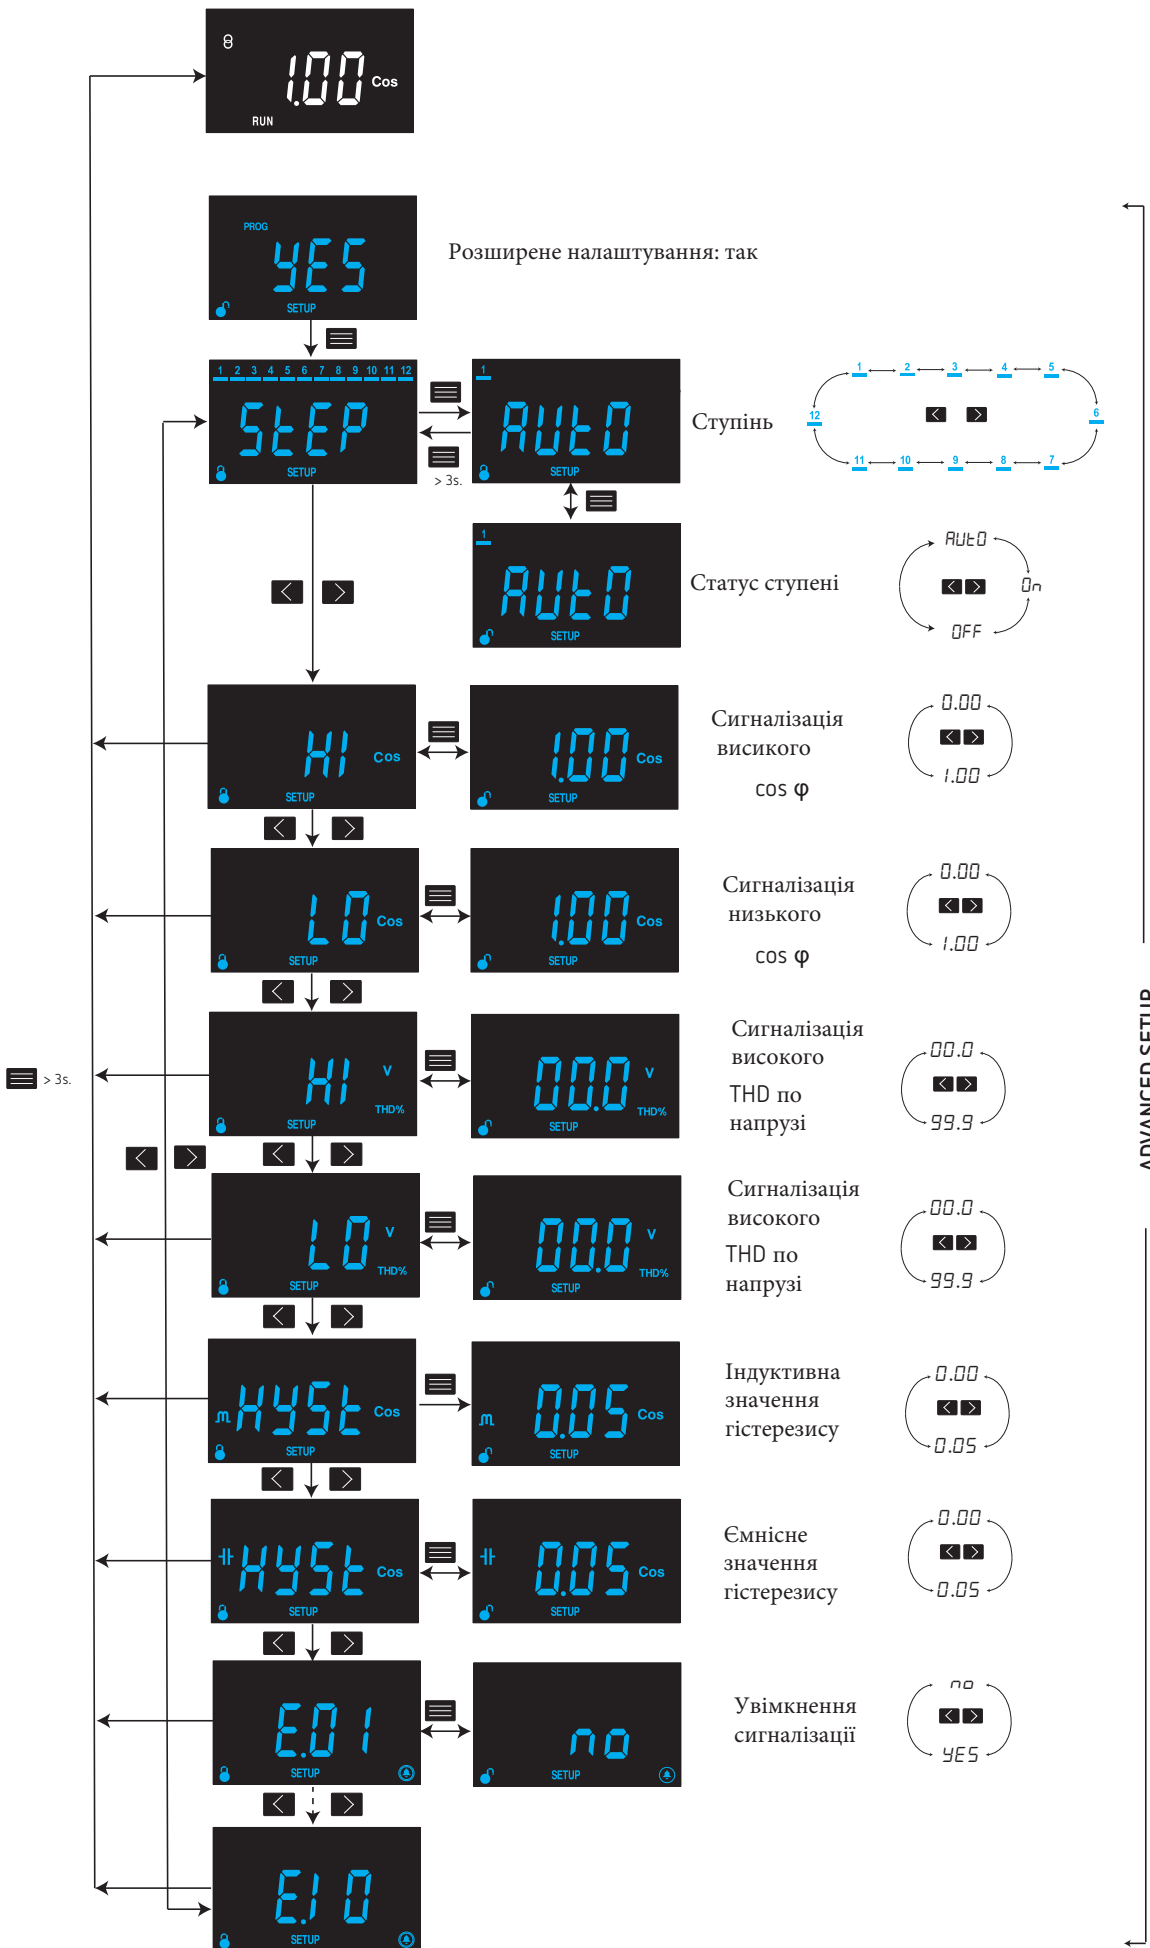 1.00 Cos
RUN
PROG
YES
SETUP
Розширене налаштування: так
1 2 3 4 5 6 7 8 9 10 11 12
StEP
SETUP
> 3s.
1
AUtO
SETUP
Ступінь
1 2 3 4 5
12 6
11 10 9 8 7
1
AUtO
SETUP
Статус ступені
AUtO
On
OFF
HI Cos
SETUP
1.00 Cos
SETUP
Сигналізація
висикого
cos φ
0.00
1.00
LO Cos
SETUP
1.00 Cos
SETUP
Сигналізація
низького
cos φ
0.00
1.00
> 3s.
HI V
THD%
SETUP
00.0 V
THD%
SETUP
Сигналізація
високого
THD по
напрузі
00.0
99.9
LO V
THD%
SETUP
00.0 V
THD%
SETUP
Сигналізація
високого
THD по
напрузі
00.0
99.9
HYSt Cos
SETUP
0.05 Cos
SETUP
Індуктивна
значення
гістерезису
0.00
0.05
HYSt Cos
SETUP
0.05 Cos
SETUP
Ємнісне
значення
гістерезису
0.00
0.05
E.01
SETUP
no
SETUP
Увімкнення
сигналізації
no
YES
E.10
SETUP
ADVANCED SETUP